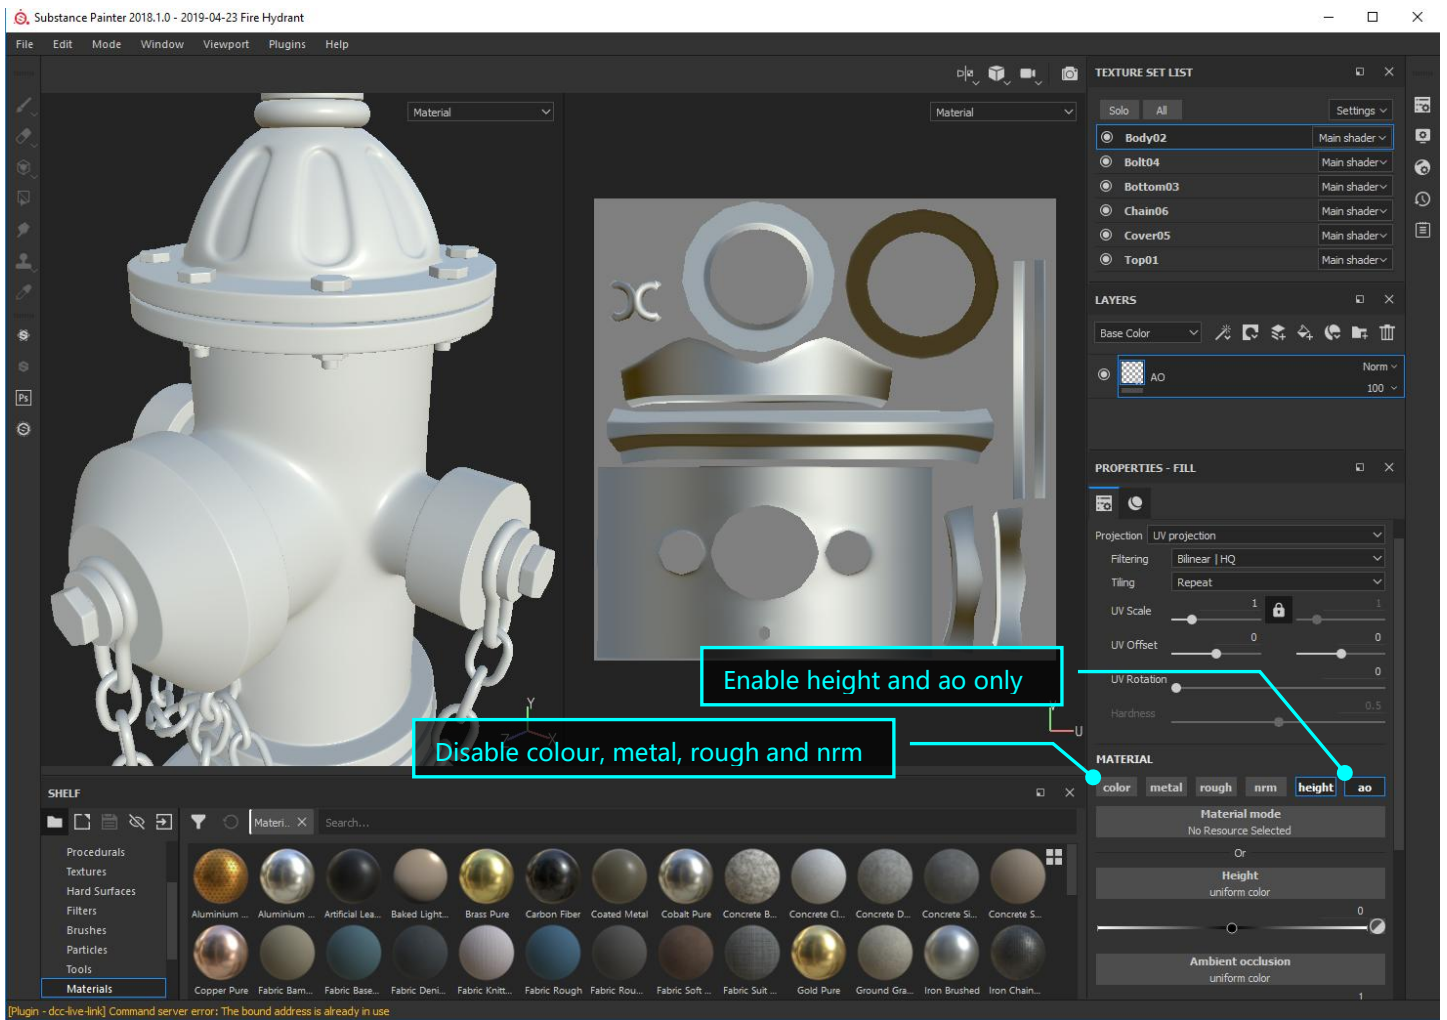 Substance Painter 2018.1.0 - 2019-04-23 Fire Hydrant
File Edit Mode Window Viewport Plugins Help
Material
Material
TEXTURE SET LIST
Solo All Settings
Body02 Main shader
Bolt04 Main shader
Bottom03 Main shader
Chain06 Main shader
Cover05 Main shader
Top01 Main shader
LAYERS
Base Color
AO Norm
100
PROPERTIES - FILL
Projection UV projection
Filtering Bilinear | HQ
Tiling Repeat
UV Scale 1 1
UV Offset 0 0
UV Rotation 0
Hardness 0.5
Enable height and ao only
Disable colour, metal, rough and nrm
Y
Z X
U
Ps
MATERIAL
color metal rough nrm height ao
Material mode
No Resource Selected
Or
Height
uniform color
0
Ambient occlusion
uniform color
1
SHELF
Materi.. Search...
Procedurals
Textures
Hard Surfaces
Filters
Brushes
Particles
Tools
Materials
Aluminium ... Aluminium ... Artificial Lea... Baked Light... Brass Pure Carbon Fiber Coated Metal Cobalt Pure Concrete B... Concrete Cl... Concrete D... Concrete Si... Concrete S...
Copper Pure Fabric Bam... Fabric Base... Fabric Deni... Fabric Knitt... Fabric Rough Fabric Rou... Fabric Soft ... Fabric Suit ... Gold Pure Ground Gra... Iron Brushed Iron Chain...
[Plugin - dcc-live-link] Command server error: The bound address is already in use